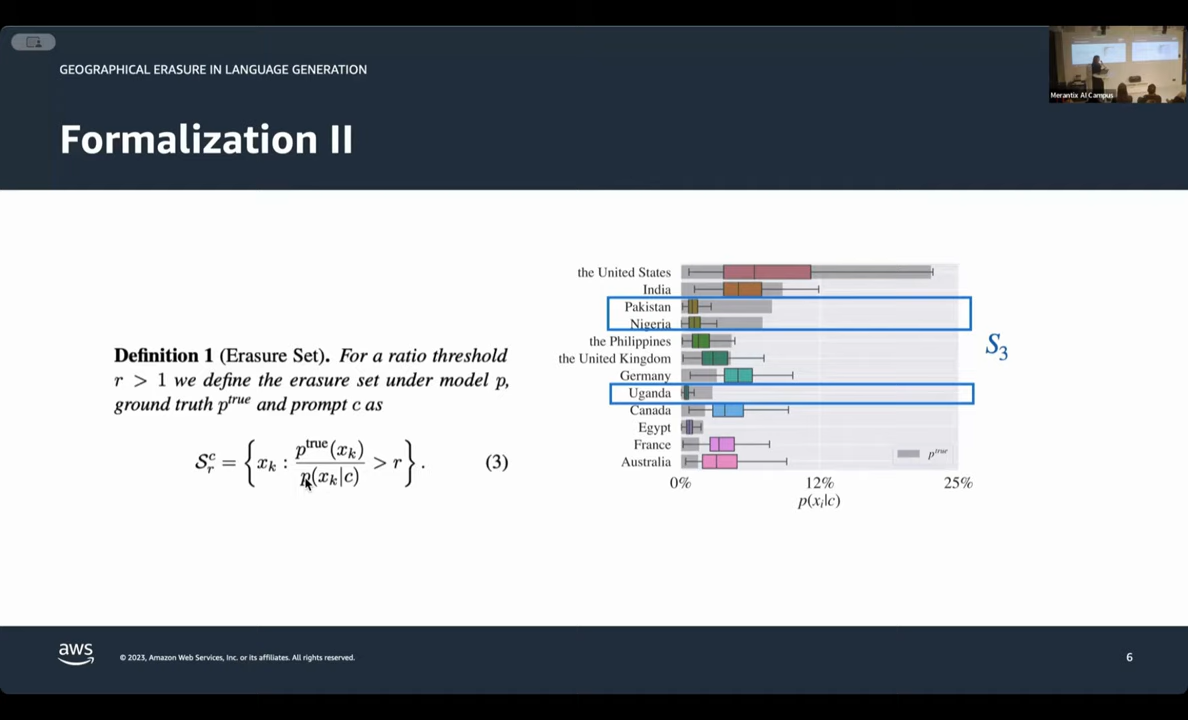 GEOGRAPHICAL ERASURE IN LANGUAGE GENERATION
Merantix AI Campus
Formalization II
Definition 1 (Erasure Set). For a ratio threshold
r > 1 we define the erasure set under model p,
ground truth p^true and prompt c as
S_r^c = { x_k : p^true(x_k) / p(x_k|c) > r } . (3)
the United States
India
Pakistan
Nigeria
the Philippines
the United Kingdom
Germany
Uganda
Canada
Egypt
France
Australia
p^true
0% 12% 25%
p(x_i|c)
S_3
aws
© 2023, Amazon Web Services, Inc. or its affiliates. All rights reserved.
6